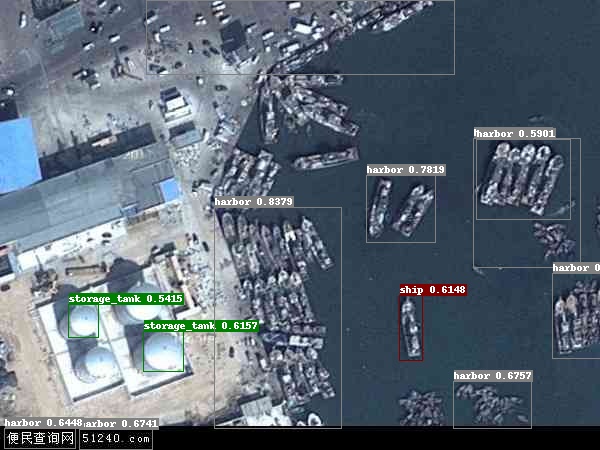 harbor 0.5901
harbor 0.7819
harbor 0.8379
harbor 0.
ship 0.6148
storage_tank 0.5415
storage_tank 0.6157
harbor 0.6757
harbor 0.6448
arbor 0.6741
便民查询网 51240.com